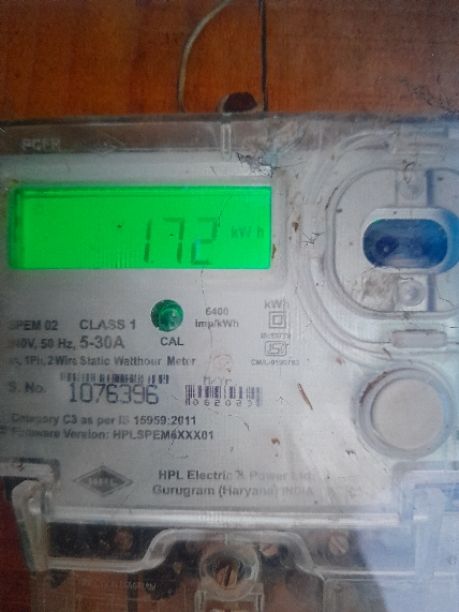 172 kWh
SPEM 02 CLASS 1
240V, 50 Hz, 5-30A
CAL
6400
imp/kWh
kWh
ac, 1Ph, 2Wire Static Watthour Meter
S. No. 1076396
Category C3 as per IS 15959:2011
Firmware Version: HPLSPEM6XXX01
HPL Electric & Power Ltd.
Gurugram (Haryana) INDIA